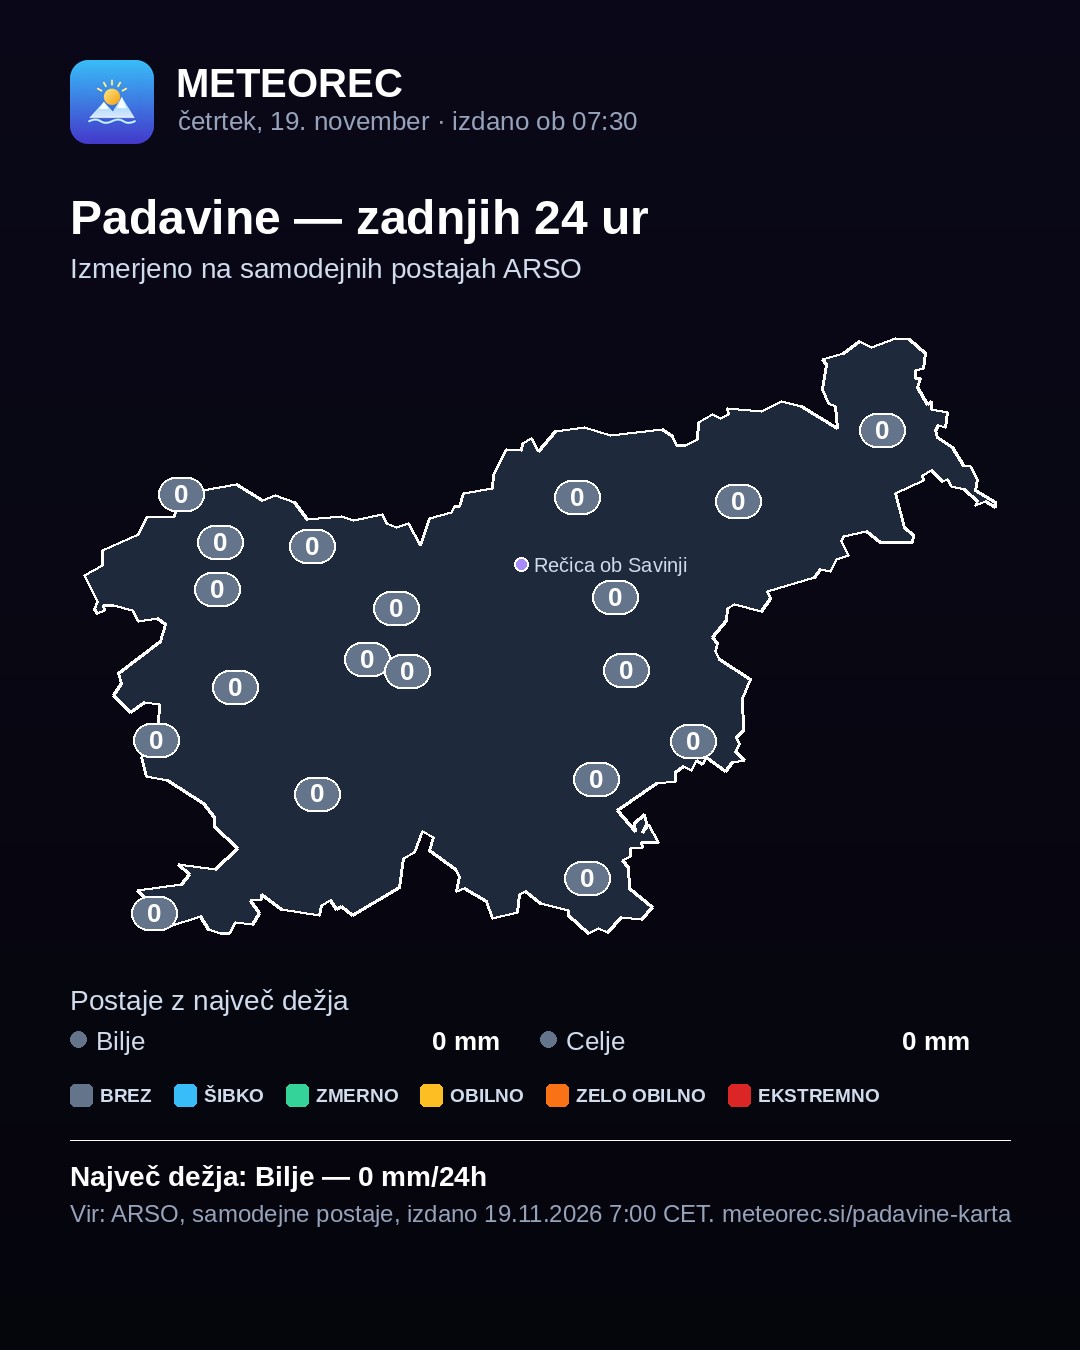 METEOREC
četrtek, 19. november · izdano ob 07:30
Padavine — zadnjih 24 ur
Izmerjeno na samodejnih postajah ARSO
0
0
0
0
0
0
0
Rečica ob Savinji
0
0
0
0
0
0
0
0
0
0
0
0
0
Postaje z največ dežja
Bilje 0 mm Celje 0 mm
BREZ ŠIBKO ZMERNO OBILNO ZELO OBILNO EKSTREMNO
Največ dežja: Bilje — 0 mm/24h
Vir: ARSO, samodejne postaje, izdano 19.11.2026 7:00 CET. meteorec.si/padavine-karta